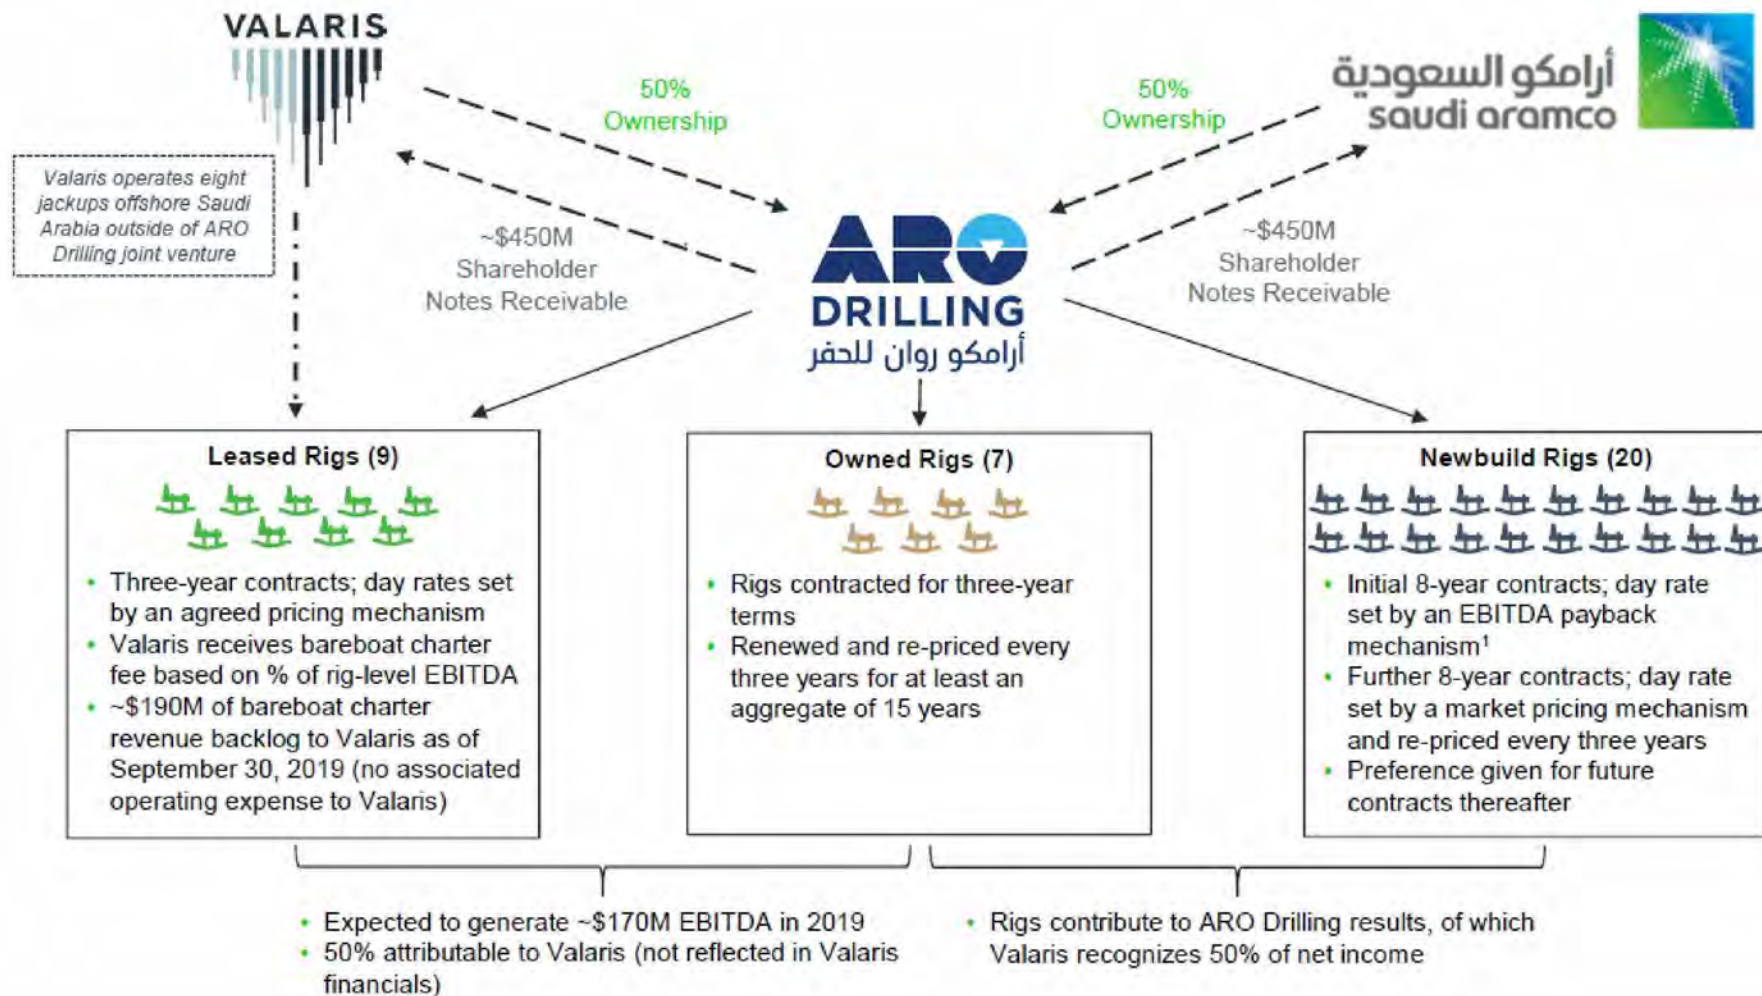 VALARIS
50%
Ownership
50%
Ownership
أرامكو السعودية
saudi aramco
Valaris operates eight
jackups offshore Saudi
Arabia outside of ARO
Drilling joint venture
~$450M
Shareholder
Notes Receivable
ARO
DRILLING
أرامكو روان للحفر
~$450M
Shareholder
Notes Receivable
Leased Rigs (9)
• Three-year contracts; day rates set
by an agreed pricing mechanism
• Valaris receives bareboat charter
fee based on % of rig-level EBITDA
• ~$190M of bareboat charter
revenue backlog to Valaris as of
September 30, 2019 (no associated
operating expense to Valaris)
Owned Rigs (7)
• Rigs contracted for three-year
terms
• Renewed and re-priced every
three years for at least an
aggregate of 15 years
Newbuild Rigs (20)
• Initial 8-year contracts; day rate
set by an EBITDA payback
mechanism¹
• Further 8-year contracts; day rate
set by a market pricing mechanism
and re-priced every three years
• Preference given for future
contracts thereafter
• Expected to generate ~$170M EBITDA in 2019
• 50% attributable to Valaris (not reflected in Valaris
financials)
• Rigs contribute to ARO Drilling results, of which
Valaris recognizes 50% of net income